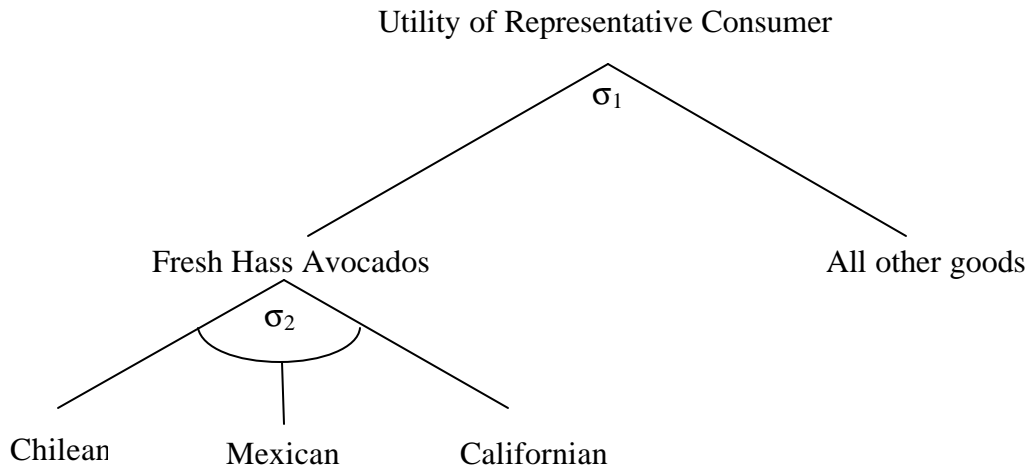 Utility of Representative Consumer
σ₁
Fresh Hass Avocados
All other goods
σ₂
Chilean
Mexican
Californian